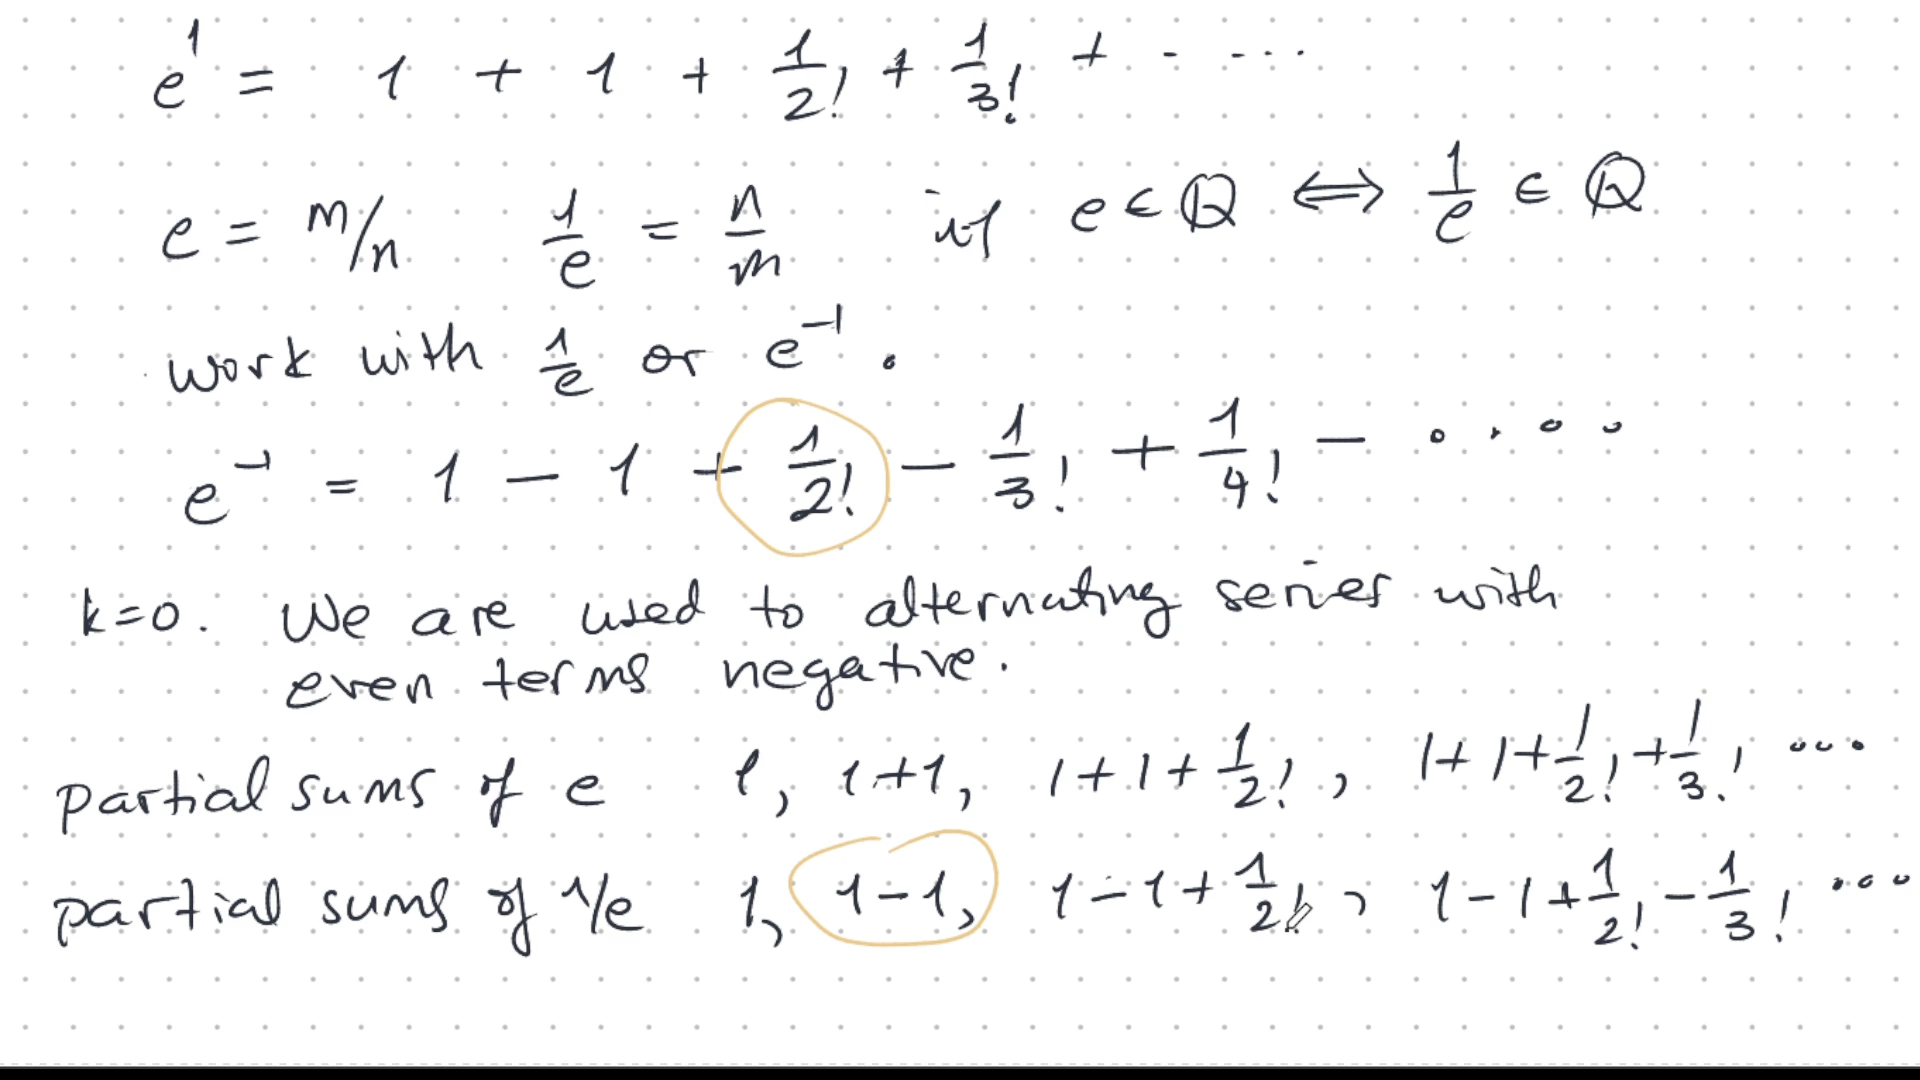 e¹ = 1 + 1 + 1/2! + 1/3! + - ....
e = m/n   1/e = n/m   if e ∈ ℚ ⟺ 1/e ∈ ℚ
work with 1/e or e⁻¹.
e⁻¹ = 1 - 1 + 1/2! - 1/3! + 1/4! - ....
k=0. We are used to alternating series with
even terms negative.
partial sums of e   1, 1+1, 1+1+1/2!, 1+1+1/2!+1/3! ...
partial sums of 1/e   1, 1-1, 1-1+1/2!, 1-1+1/2!-1/3! ...